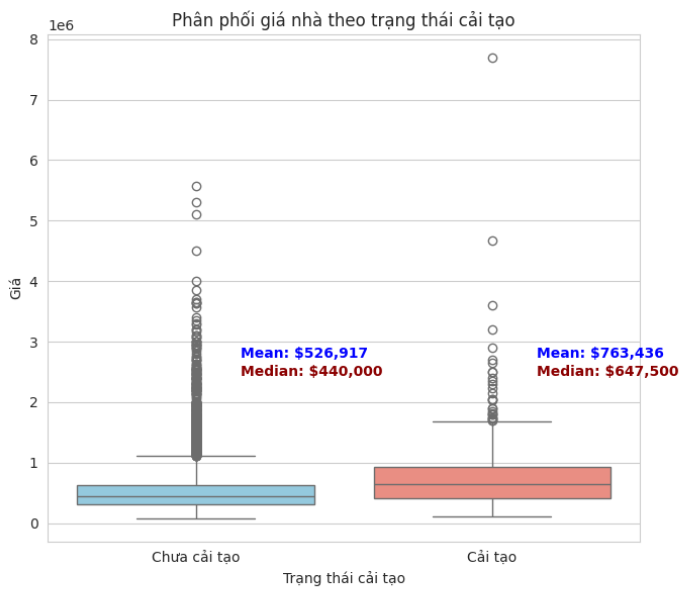 Phân phối giá nhà theo trạng thái cải tạo
1e6
8
7
6
5
4
3
2
1
0
Giá
Mean: $526,917
Median: $440,000
Mean: $763,436
Median: $647,500
Chưa cải tạo
Cải tạo
Trạng thái cải tạo